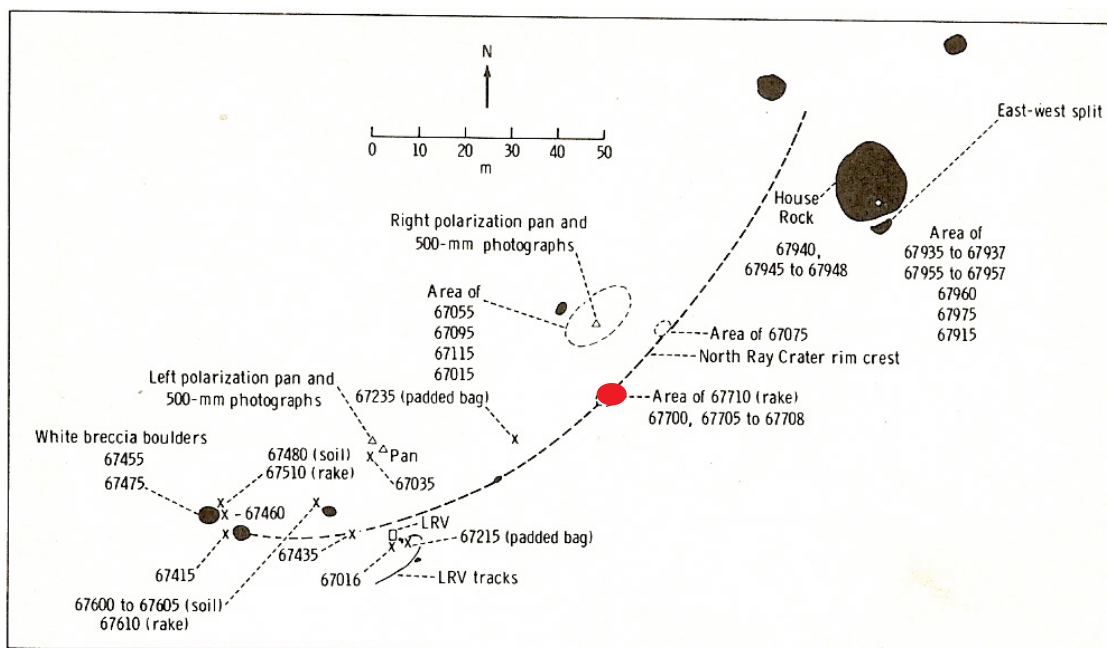 N
0 10 20 30 40 50
m
East-west split
House
Rock
67940,
67945 to 67948
Area of
67935 to 67937
67955 to 67957
67960
67975
67915
Right polarization pan and
500-mm photographs
Area of
67055
67095
67115
67015
Area of 67075
North Ray Crater rim crest
Left polarization pan and
500-mm photographs
67235 (padded bag)
Area of 67710 (rake)
67700, 67705 to 67708
White breccia boulders
67455
67475
67480 (soil)
67510 (rake)
Pan
67035
67460
LRV
67215 (padded bag)
67415
67435
67016
LRV tracks
67600 to 67605 (soil)
67610 (rake)